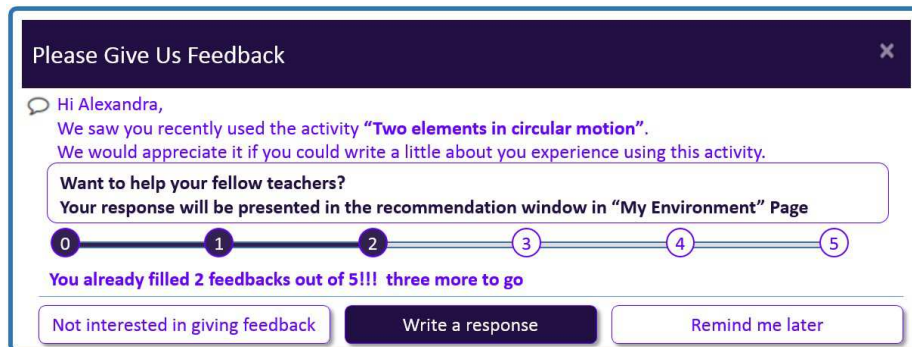 Please Give Us Feedback
×
Hi Alexandra,
We saw you recently used the activity “Two elements in circular motion”.
We would appreciate it if you could write a little about you experience using this activity.
Want to help your fellow teachers?
Your response will be presented in the recommendation window in “My Environment” Page
0 1 2 3 4 5
You already filled 2 feedbacks out of 5!!! three more to go
Not interested in giving feedback Write a response Remind me later